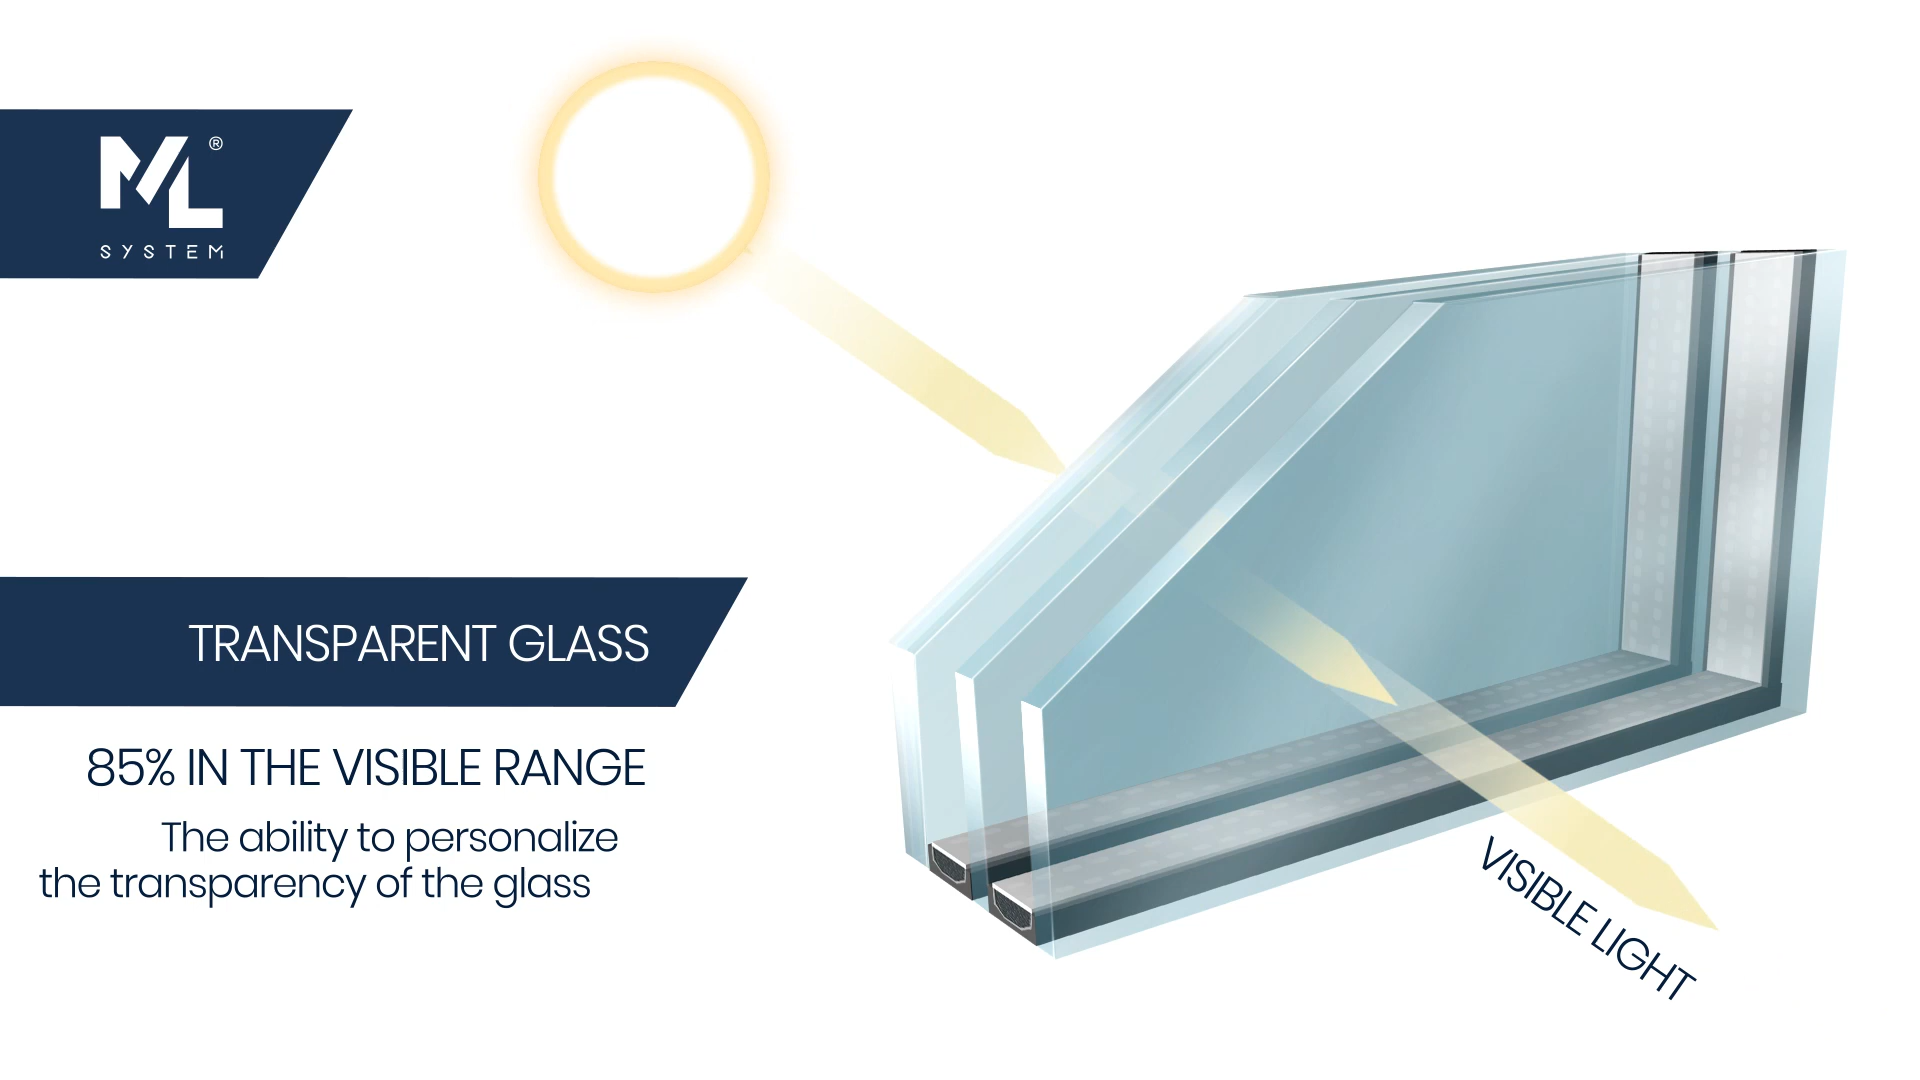 ML®
SYSTEM
TRANSPARENT GLASS
85% IN THE VISIBLE RANGE
The ability to personalize
the transparency of the glass
VISIBLE LIGHT